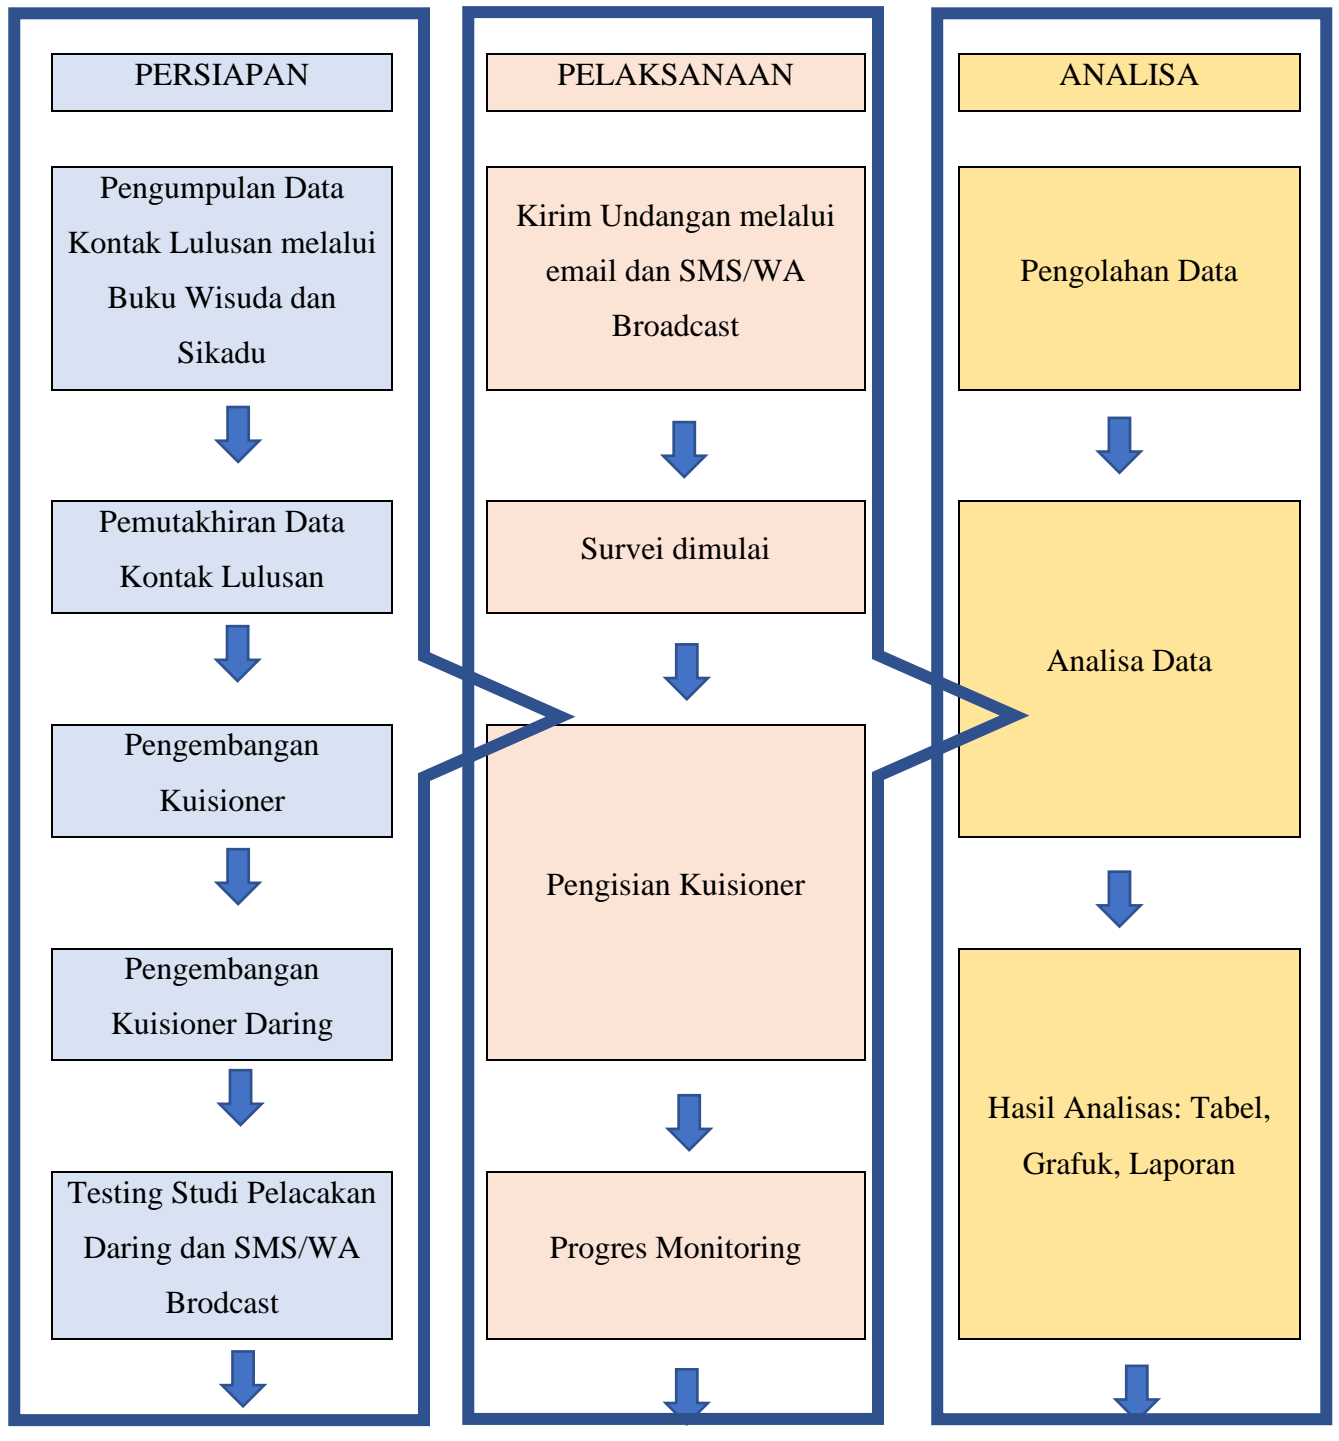 PERSIAPAN
Pengumpulan Data
Kontak Lulusan melalui
Buku Wisuda dan
Sikadu
Pemutakhiran Data
Kontak Lulusan
Pengembangan
Kuisioner
Pengembangan
Kuisioner Daring
Testing Studi Pelacakan
Daring dan SMS/WA
Brodcast
PELAKSANAAN
Kirim Undangan melalui
email dan SMS/WA
Broadcast
Survei dimulai
Pengisian Kuisioner
Progres Monitoring
ANALISA
Pengolahan Data
Analisa Data
Hasil Analisas: Tabel,
Grafuk, Laporan